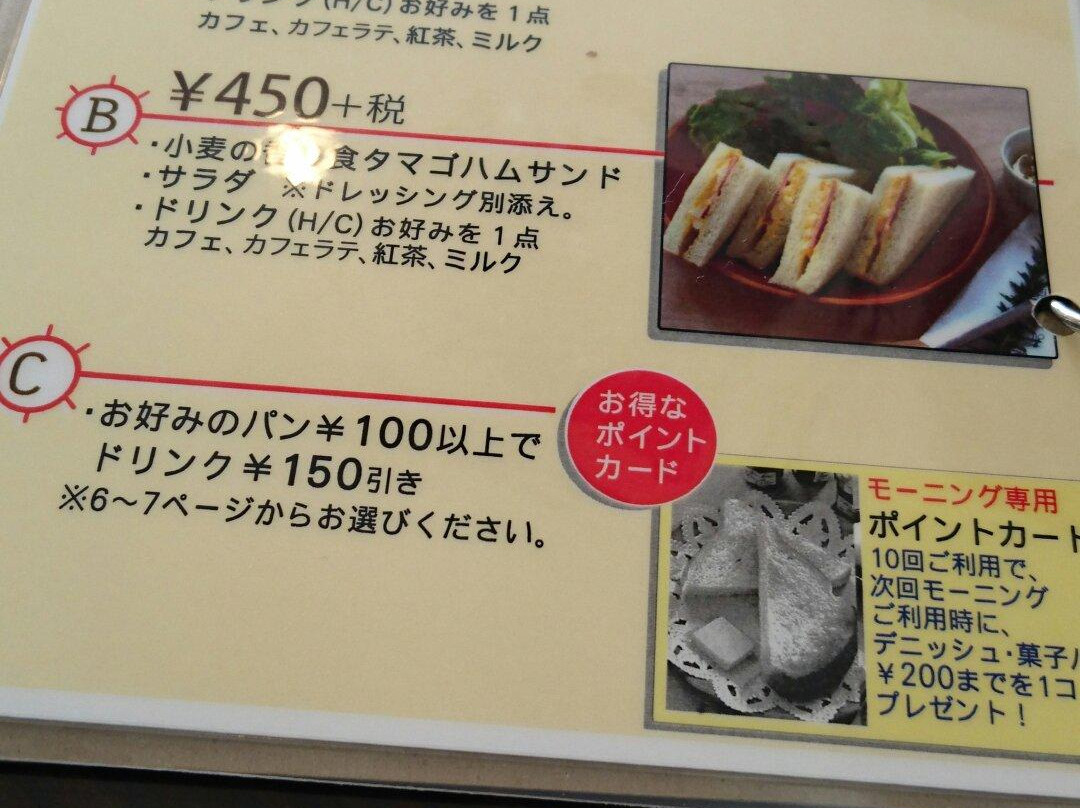 ドリンク(H/C)お好みを1点
カフェ、カフェラテ、紅茶、ミルク
B ¥450+税
・小麦の 食タマゴハムサンド
・サラダ ※ドレッシング別添え。
・ドリンク(H/C)お好みを1点
カフェ、カフェラテ、紅茶、ミルク
C
・お好みのパン¥100以上で
ドリンク¥150引き
※6〜7ページからお選びください。
お得な
ポイント
カード
モーニング専用
ポイントカード
10回ご利用で、
次回モーニング
ご利用時に、
デニッシュ・菓子
¥200までを1コ
プレゼント!